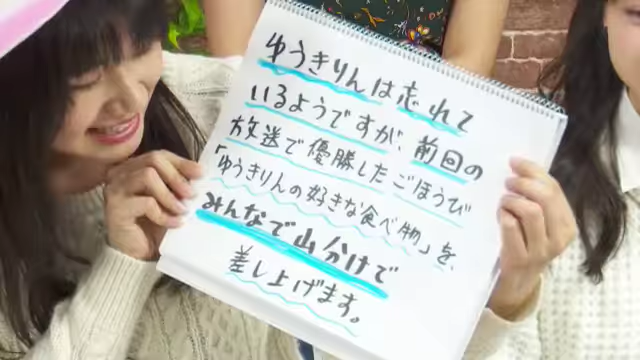 ゆうきりんは忘れて
いるようですが、前回の
放送で優勝したごほうび
「ゆうきりんの好きな食べ物」を、
みんなで山分けで
差し上げます。